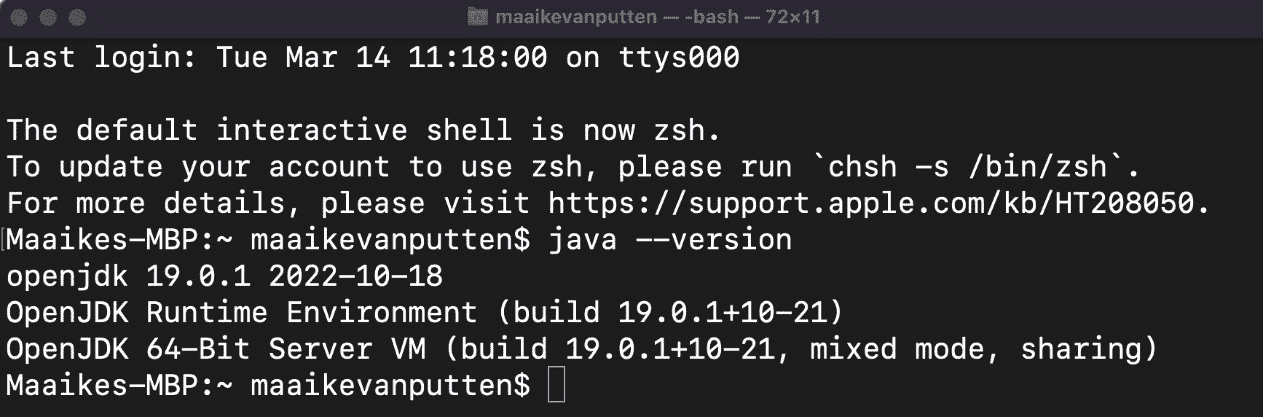 maaikevanputten — -bash — 72×11
Last login: Tue Mar 14 11:18:00 on ttys000
The default interactive shell is now zsh.
To update your account to use zsh, please run `chsh -s /bin/zsh`.
For more details, please visit https://support.apple.com/kb/HT208050.
Maaikes-MBP:~ maaikevanputten$ java --version
openjdk 19.0.1 2022-10-18
OpenJDK Runtime Environment (build 19.0.1+10-21)
OpenJDK 64-Bit Server VM (build 19.0.1+10-21, mixed mode, sharing)
Maaikes-MBP:~ maaikevanputten$